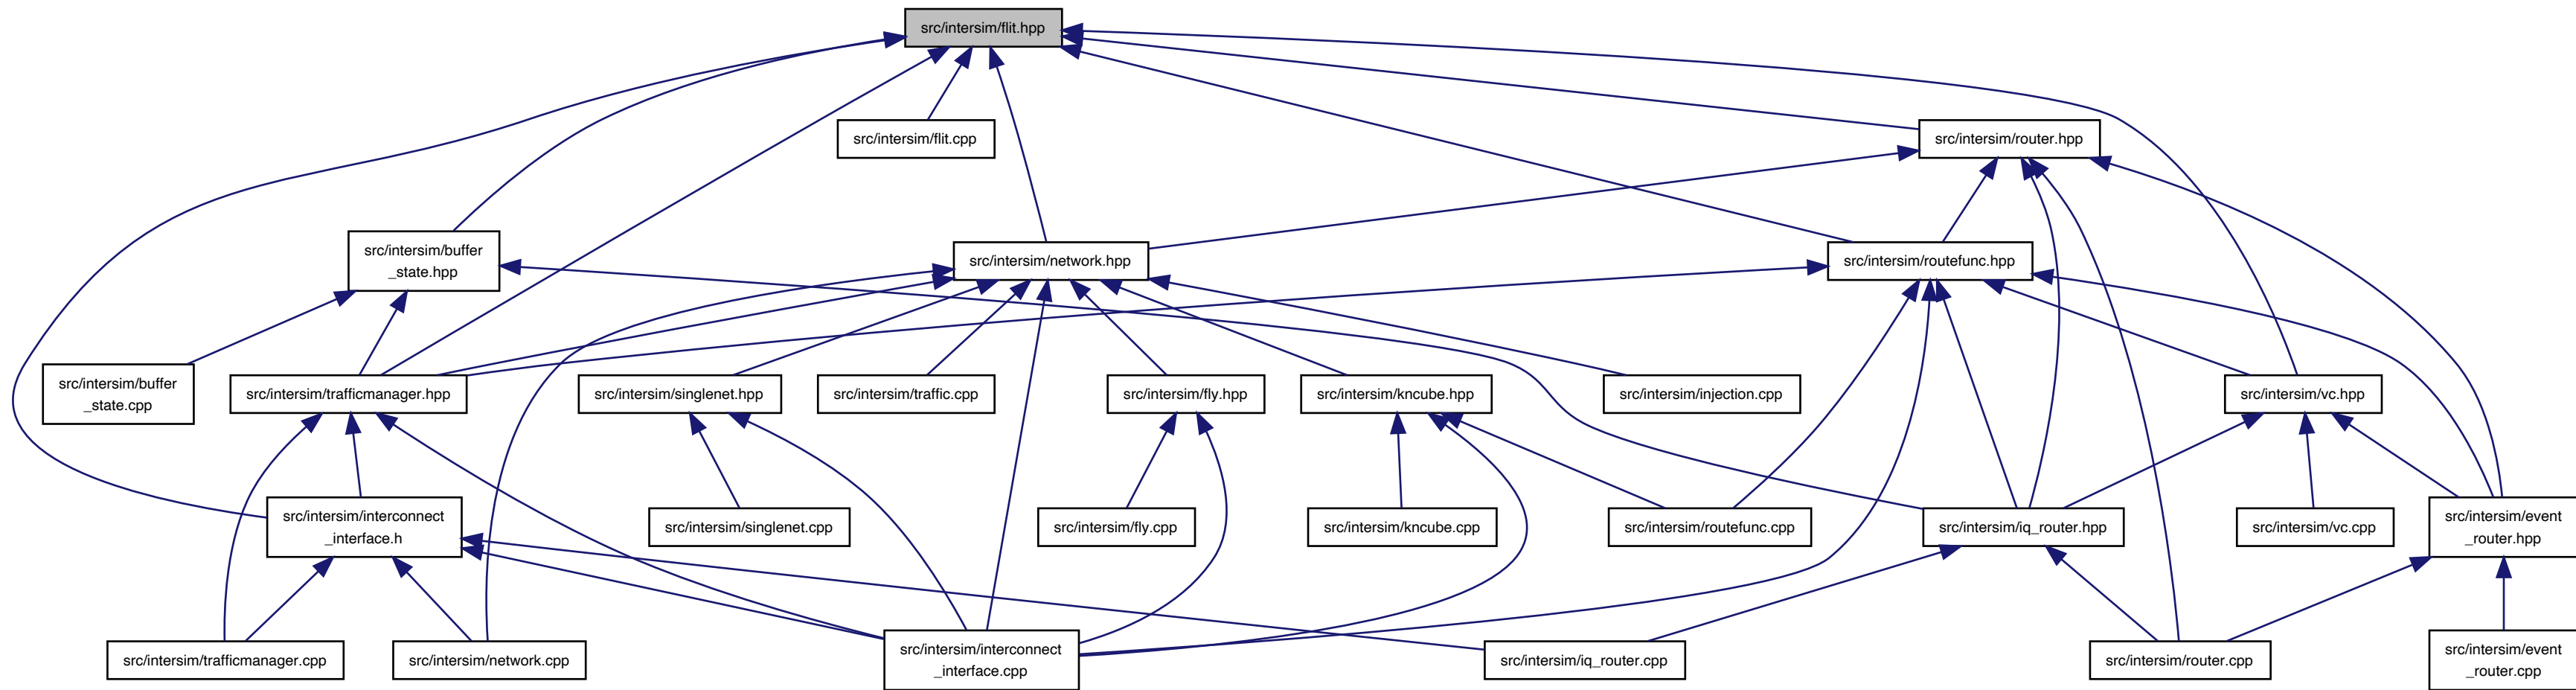 src/intersim/flit.hpp
src/intersim/flit.cpp
src/intersim/router.hpp
src/intersim/buffer
_state.hpp
src/intersim/network.hpp
src/intersim/routefunc.hpp
src/intersim/buffer
_state.cpp
src/intersim/trafficmanager.hpp
src/intersim/singlenet.hpp
src/intersim/traffic.cpp
src/intersim/fly.hpp
src/intersim/kncube.hpp
src/intersim/injection.cpp
src/intersim/vc.hpp
src/intersim/interconnect
_interface.h
src/intersim/singlenet.cpp
src/intersim/fly.cpp
src/intersim/kncube.cpp
src/intersim/routefunc.cpp
src/intersim/iq_router.hpp
src/intersim/vc.cpp
src/intersim/event
_router.hpp
src/intersim/trafficmanager.cpp
src/intersim/network.cpp
src/intersim/interconnect
_interface.cpp
src/intersim/iq_router.cpp
src/intersim/router.cpp
src/intersim/event
_router.cpp